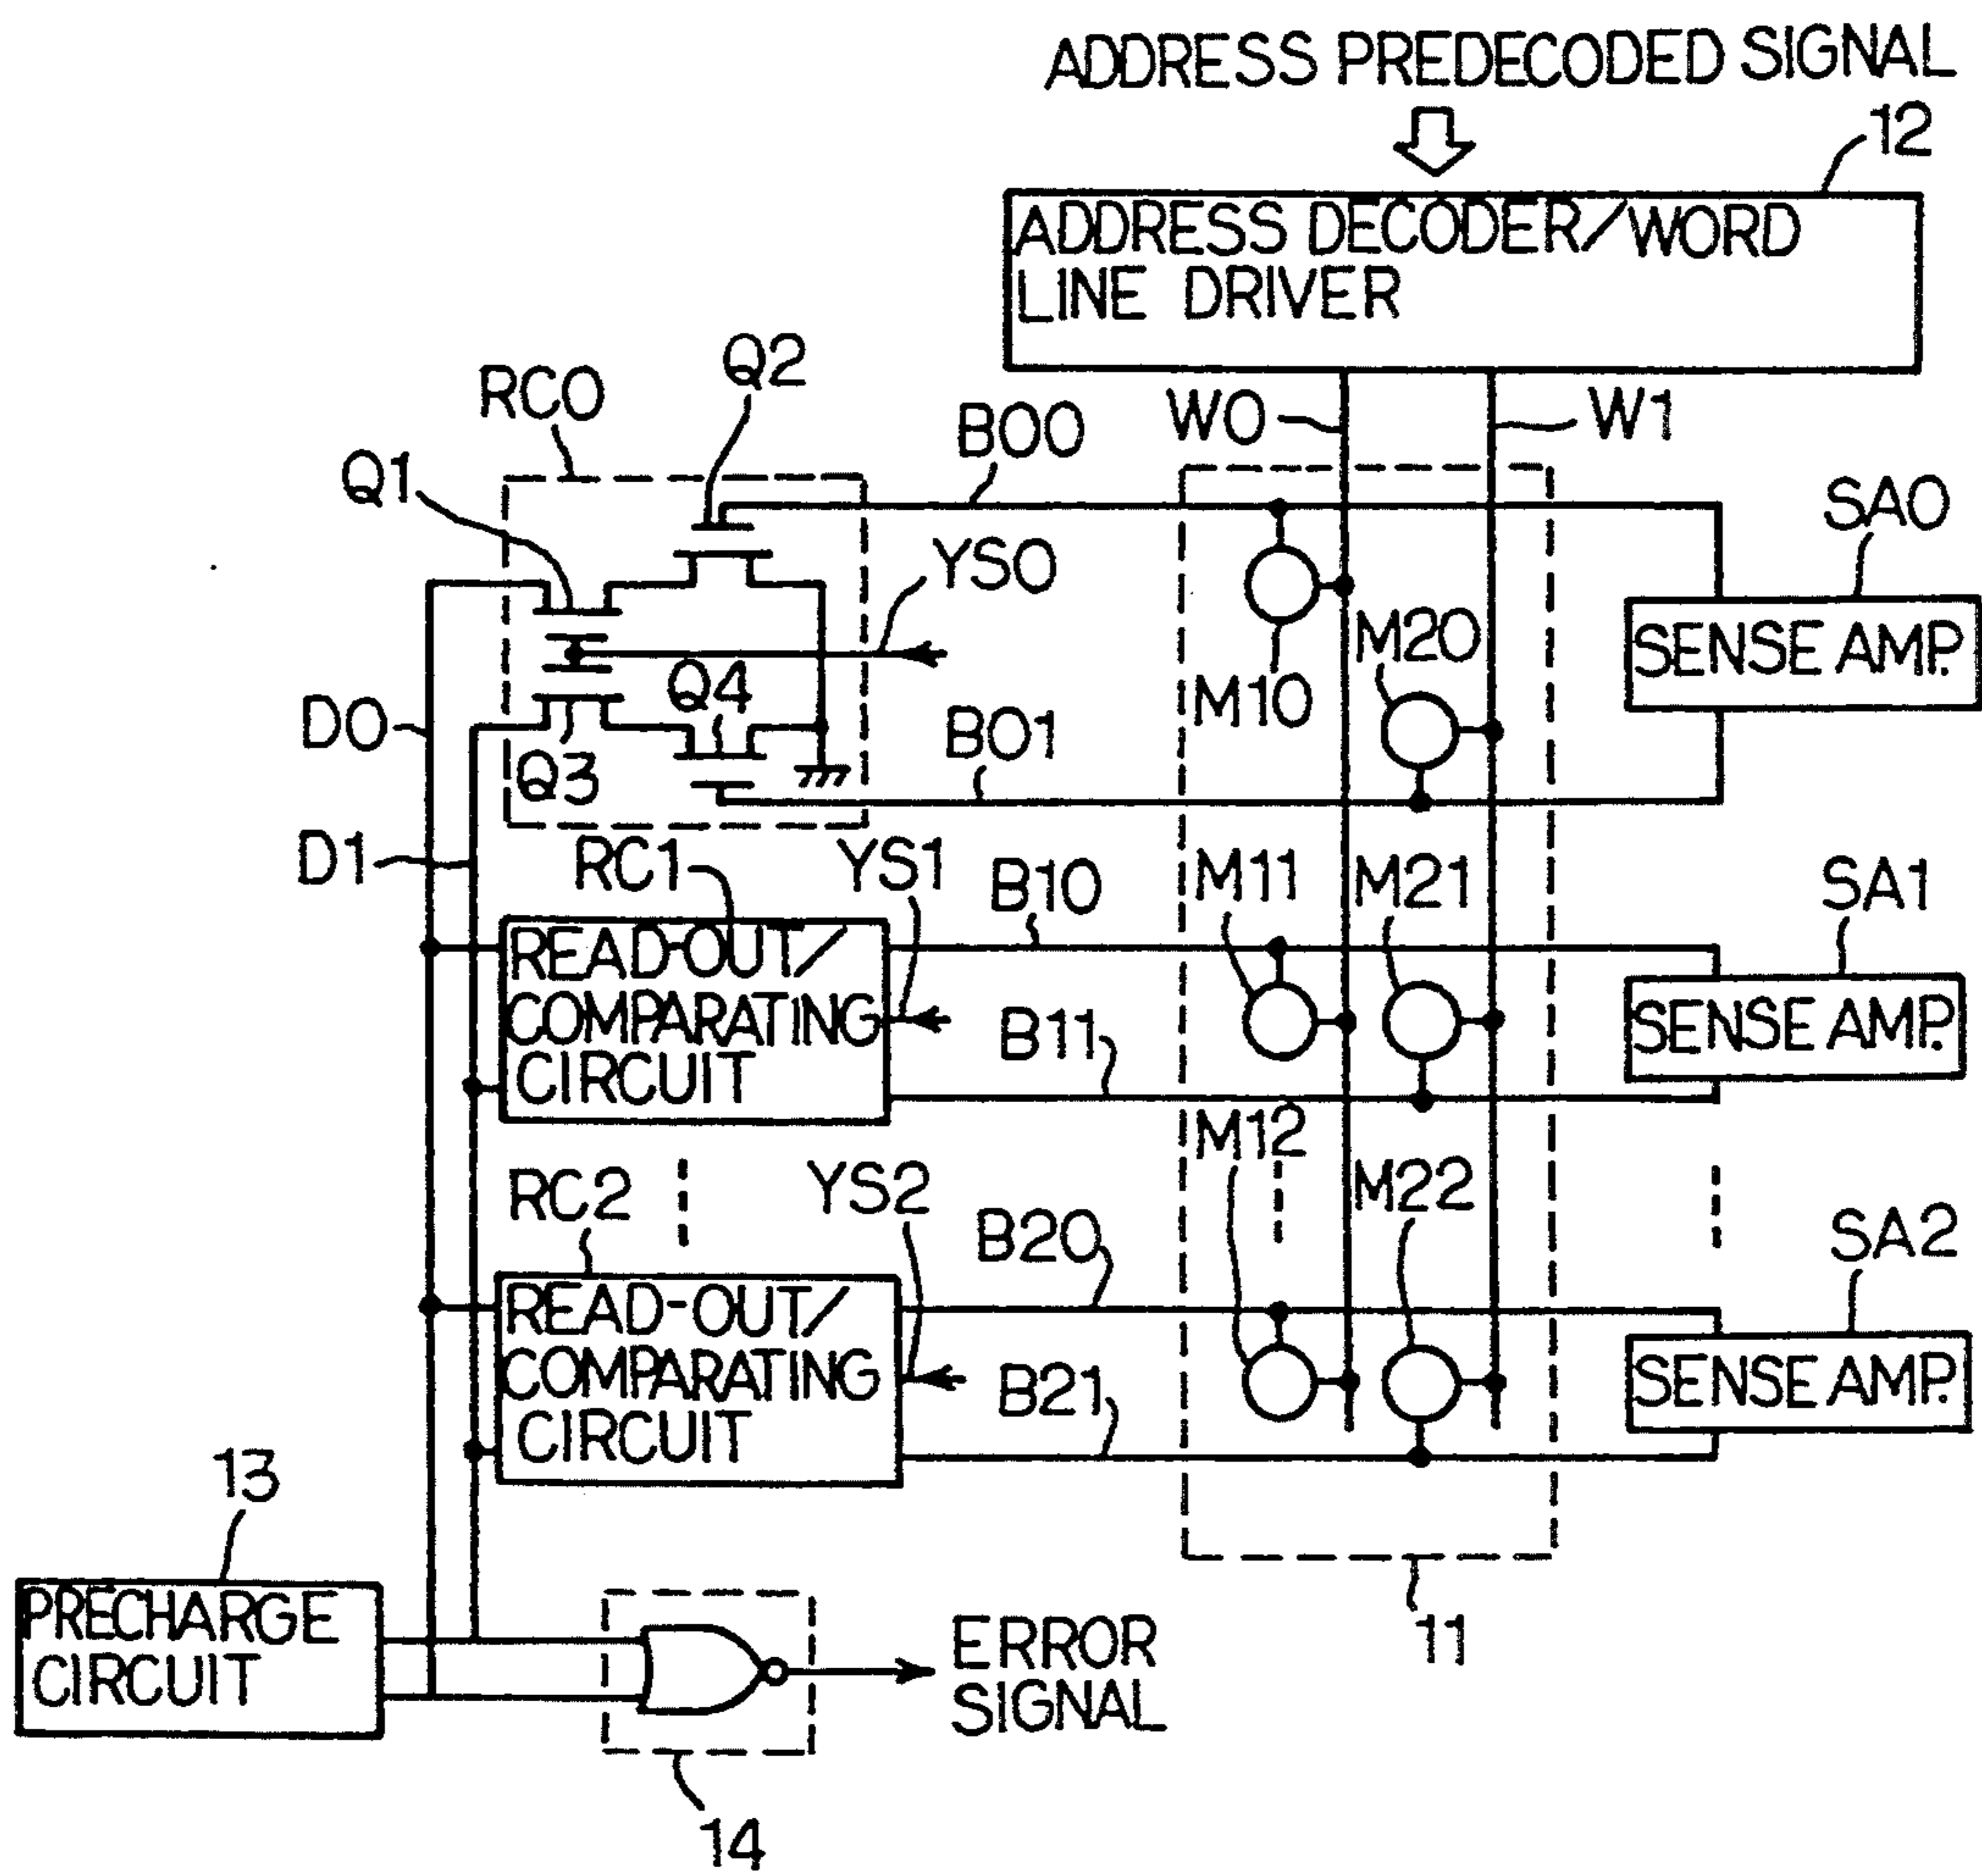 ADDRESS PREDECODED SIGNAL
12
ADDRESS DECODER/WORD
LINE DRIVER
Q2
RC0
B00
W0
W1
Q1
SA0
YS0
M20
SENSE AMP.
Q4
M10
D0
B01
Q3
D1
RC1
YS1
B10
M11
M21
SA1
READ-OUT/
COMPARATING
CIRCUIT
B11
SENSE AMP.
M12
RC2
YS2
M22
B20
SA2
READ-OUT/
COMPARATING
CIRCUIT
B21
SENSE AMP.
13
PRECHARGE
CIRCUIT
ERROR
SIGNAL
11
14